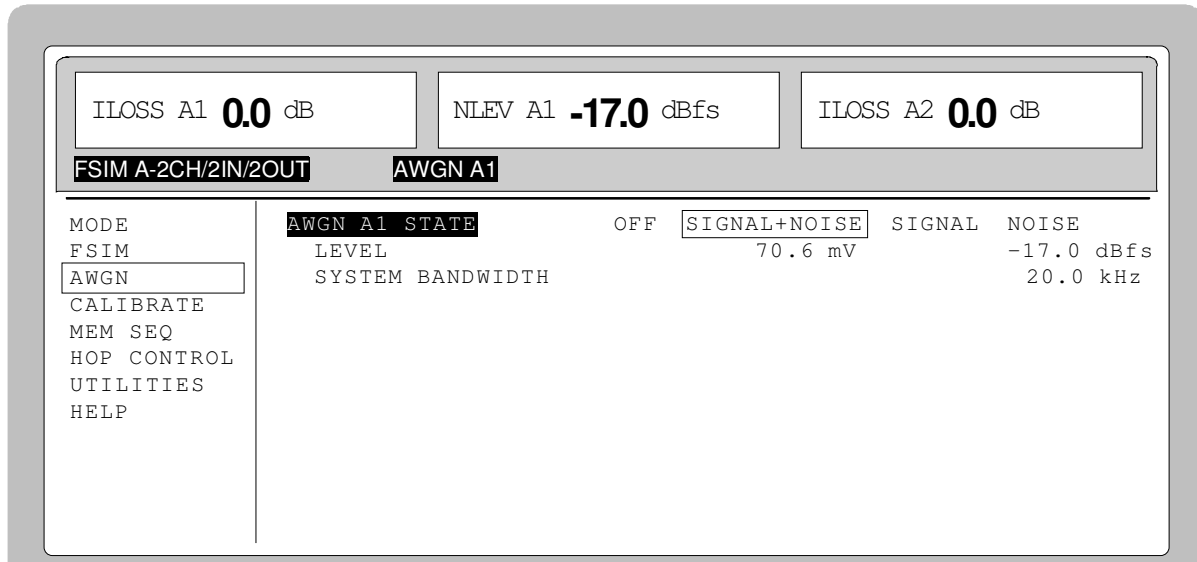 ILOSS A1 0.0 dB
NLEV A1 -17.0 dBfs
ILOSS A2 0.0 dB
FSIM A-2CH/2IN/2OUT AWGN A1
MODE
FSIM
AWGN
CALIBRATE
MEM SEQ
HOP CONTROL
UTILITIES
HELP
AWGN A1 STATE OFF SIGNAL+NOISE SIGNAL NOISE
LEVEL 70.6 mV -17.0 dBfs
SYSTEM BANDWIDTH 20.0 kHz